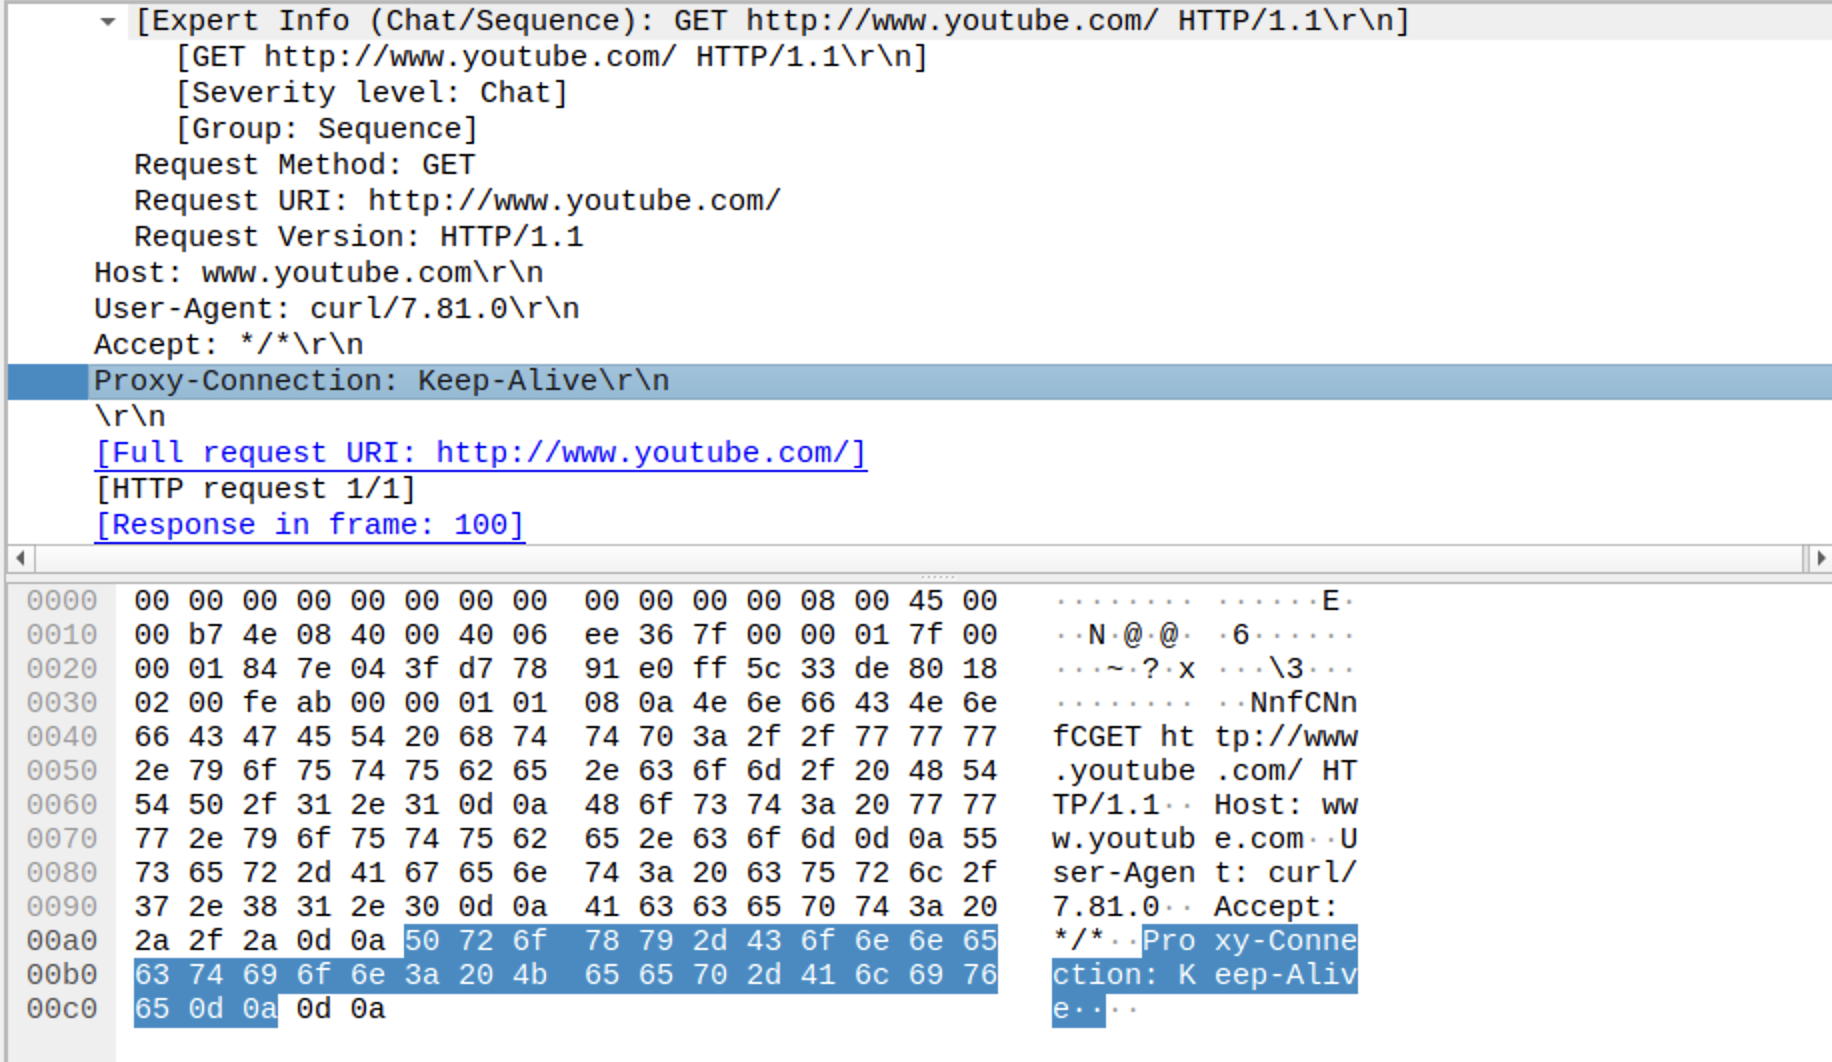 [Expert Info (Chat/Sequence): GET http://www.youtube.com/ HTTP/1.1\r\n]
[GET http://www.youtube.com/ HTTP/1.1\r\n]
[Severity level: Chat]
[Group: Sequence]
Request Method: GET
Request URI: http://www.youtube.com/
Request Version: HTTP/1.1
Host: www.youtube.com\r\n
User-Agent: curl/7.81.0\r\n
Accept: */*\r\n
Proxy-Connection: Keep-Alive\r\n
\r\n
[Full request URI: http://www.youtube.com/]
[HTTP request 1/1]
[Response in frame: 100]
0000 00 00 00 00 00 00 00 00 00 00 00 00 08 00 45 00 ········ ······E·
0010 00 b7 4e 08 40 00 40 06 ee 36 7f 00 00 01 7f 00 ··N·@·@· ·6······
0020 00 01 84 7e 04 3f d7 78 91 e0 ff 5c 33 de 80 18 ···~·?·x ···\3···
0030 02 00 fe ab 00 00 01 01 08 0a 4e 6e 66 43 4e 6e ········ ··NnfCNn
0040 66 43 47 45 54 20 68 74 74 70 3a 2f 2f 77 77 77 fCGET ht tp://www
0050 2e 79 6f 75 74 75 62 65 2e 63 6f 6d 2f 20 48 54 .youtube .com/ HT
0060 54 50 2f 31 2e 31 0d 0a 48 6f 73 74 3a 20 77 77 TP/1.1·· Host: ww
0070 77 2e 79 6f 75 74 75 62 65 2e 63 6f 6d 0d 0a 55 w.youtub e.com··U
0080 73 65 72 2d 41 67 65 6e 74 3a 20 63 75 72 6c 2f ser-Agen t: curl/
0090 37 2e 38 31 2e 30 0d 0a 41 63 63 65 70 74 3a 20 7.81.0·· Accept:
00a0 2a 2f 2a 0d 0a 50 72 6f 78 79 2d 43 6f 6e 6e 65 */*··Pro xy-Conne
00b0 63 74 69 6f 6e 3a 20 4b 65 65 70 2d 41 6c 69 76 ction: K eep-Aliv
00c0 65 0d 0a 0d 0a e····